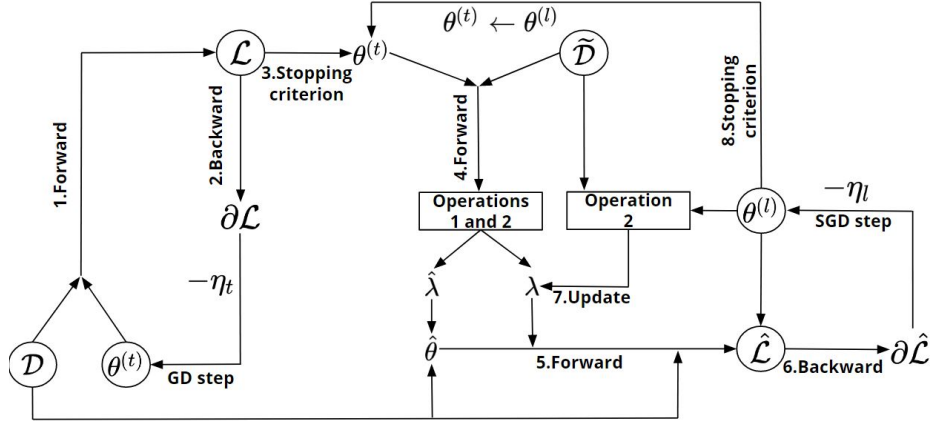 θ^(t) ← θ^(l)
𝓛
θ^(t)
𝓓̃
3.Stopping
criterion
1.Forward
2.Backward
4.Forward
8.Stopping
criterion
∂𝓛
Operations
1 and 2
Operation
2
θ^(l)
−η_l
SGD step
−η_t
λ̂
λ
7.Update
𝓓
θ^(t)
GD step
θ̂
5.Forward
𝓛̂
6.Backward
∂𝓛̂